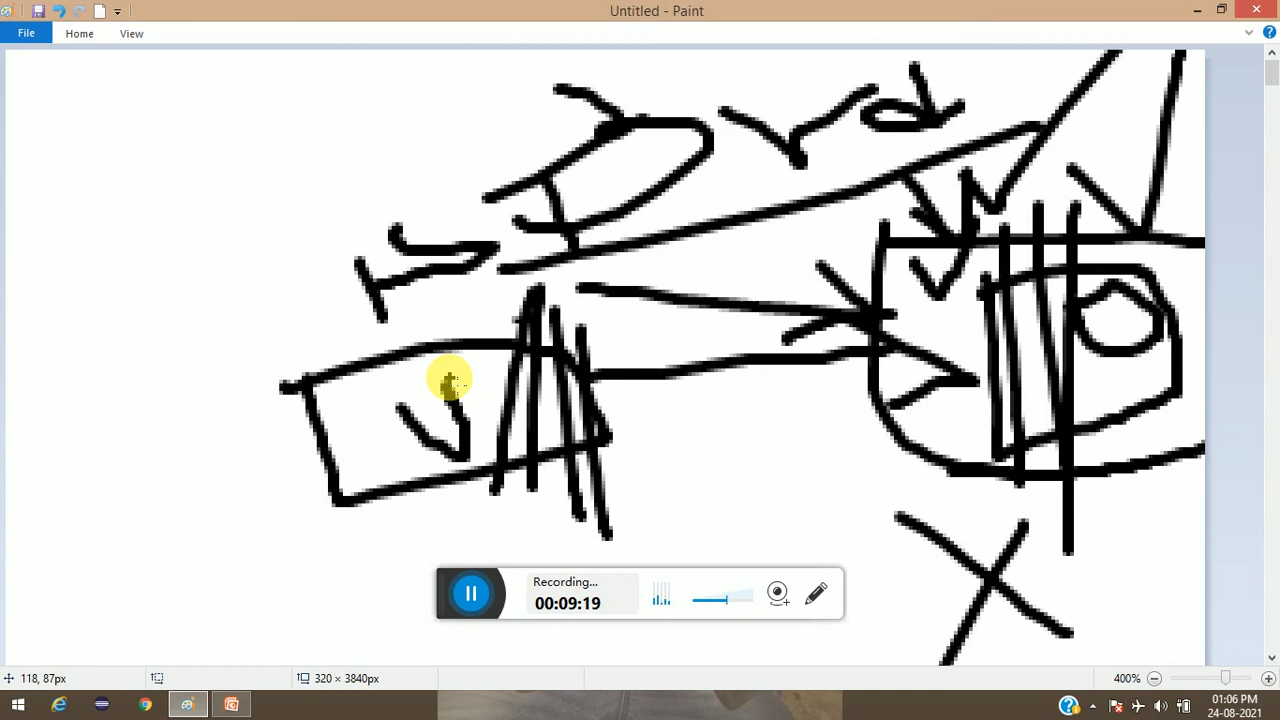 Untitled - Paint
File Home View
Recording...
00:09:19
X
118, 87px
320 × 3840px
400%
01:06 PM
24-08-2021